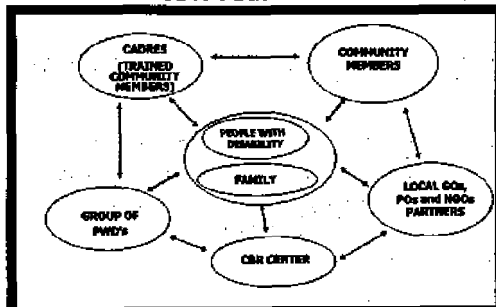 CADRES
[TRAINED
COMMUNITY
MEMBERS]
COMMUNITY
MEMBERS
PEOPLE WITH
DISABILITY
FAMILY
GROUP OF
PWD's
LOCAL GOs,
POs and NGOs
PARTNERS
CBR CENTER